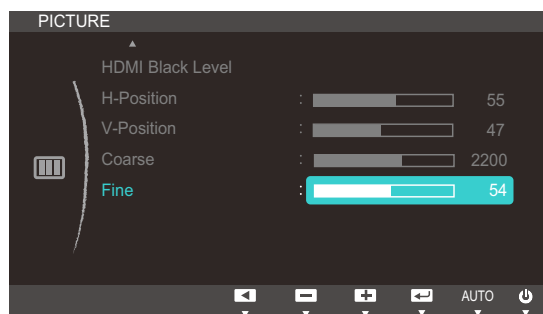 PICTURE
HDMI Black Level
H-Position : 55
V-Position : 47
Coarse : 2200
Fine : 54
AUTO